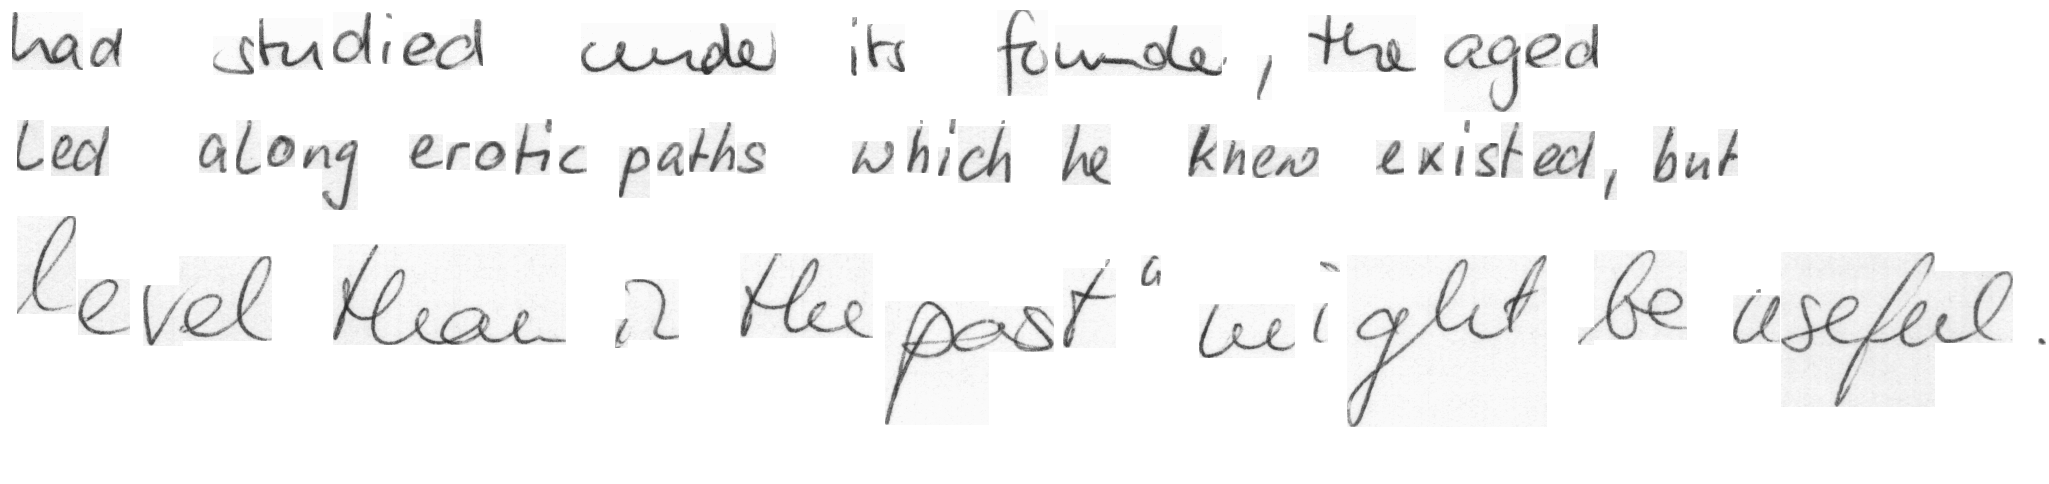 had studied under its founder, the aged
led along erotic paths which he knew existed, but
level than in the past " might be useful.